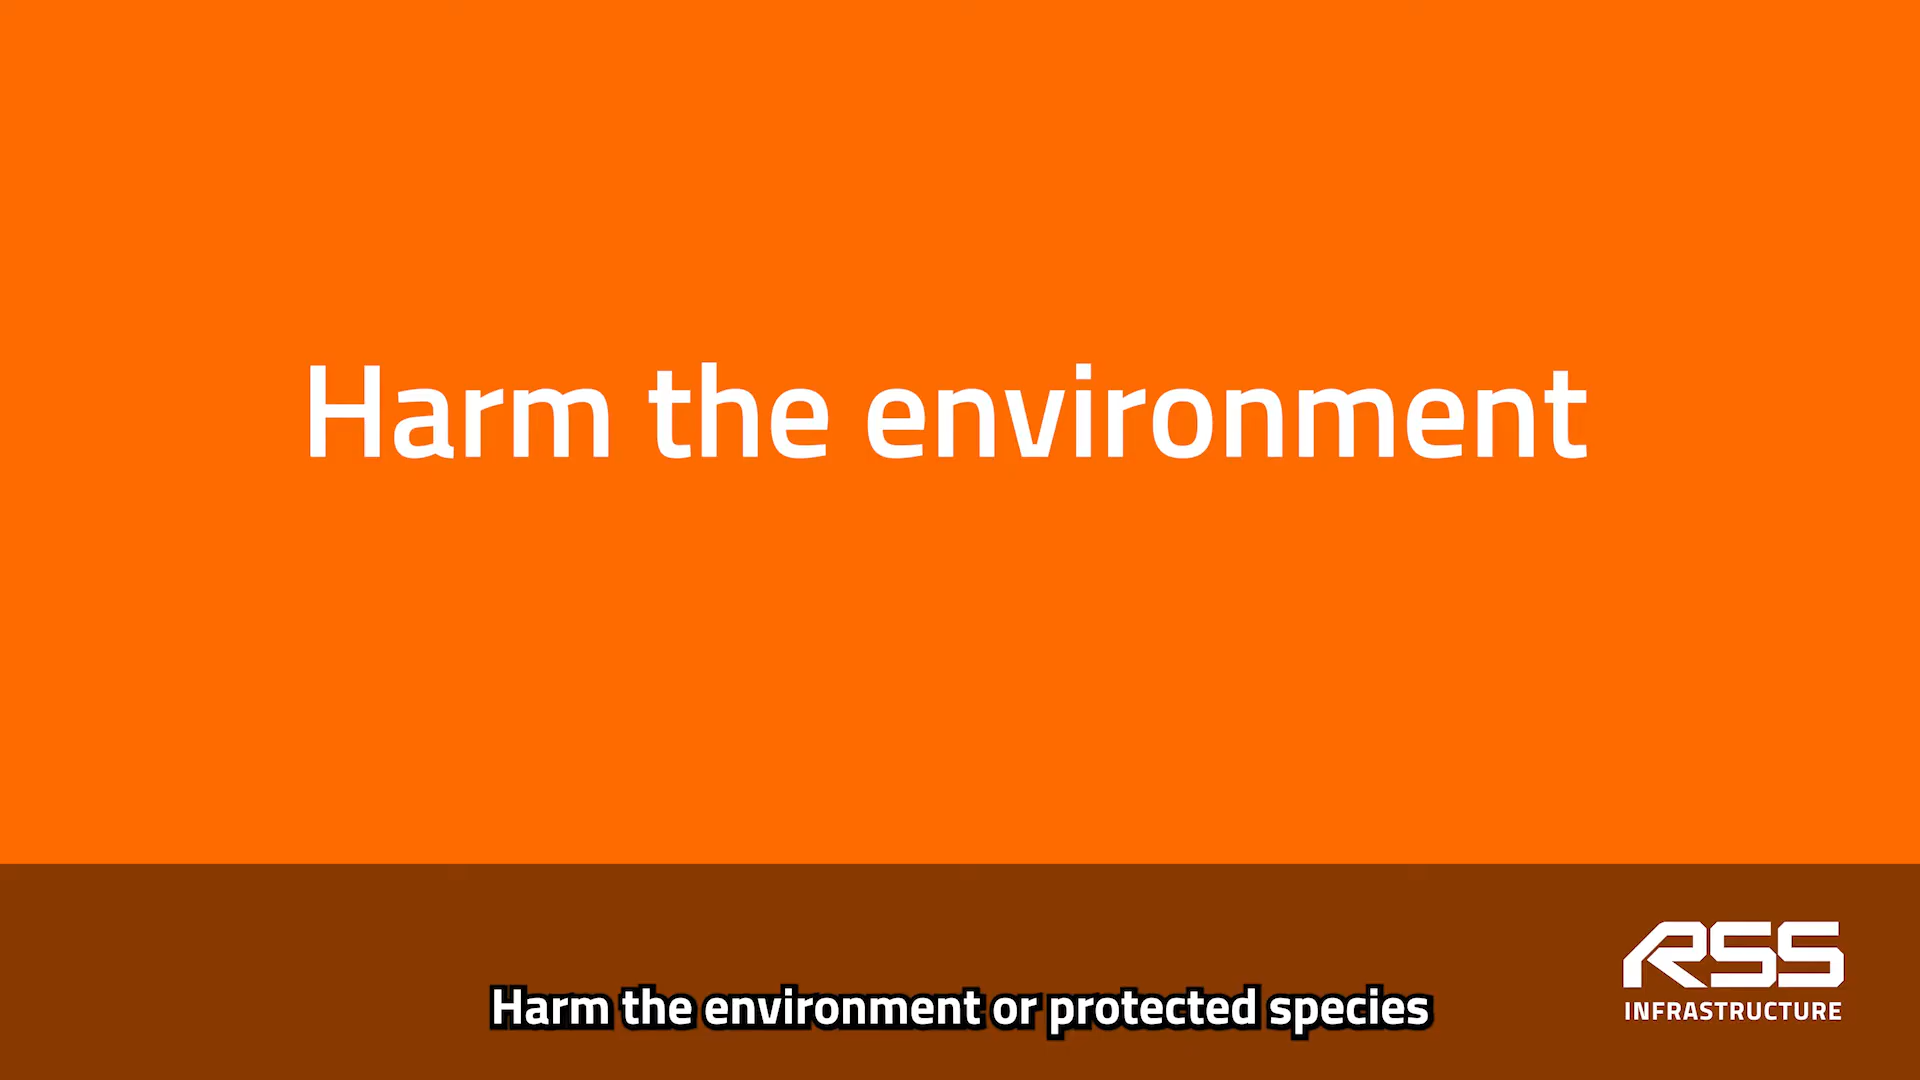 Harm the environment
Harm the environment or protected species
RSS
INFRASTRUCTURE